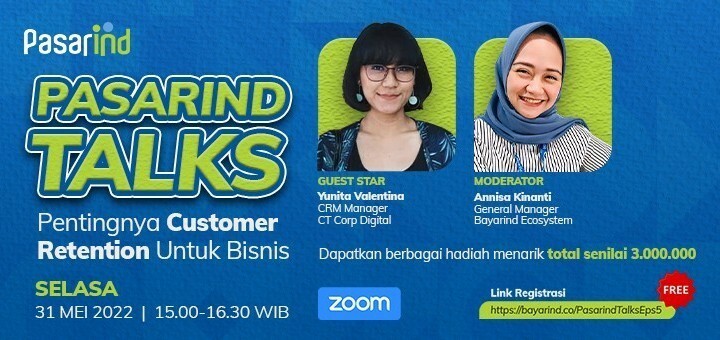 Pasarind
PASARIND
TALKS
Pentingnya Customer
Retention Untuk Bisnis
SELASA
31 MEI 2022 | 15.00-16.30 WIB
GUEST STAR
Yunita Valentina
CRM Manager
CT Corp Digital
MODERATOR
Annisa Kinanti
General Manager
Bayarind Ecosystem
Dapatkan berbagai hadiah menarik total senilai 3.000.000
zoom
Link Registrasi
https://bayarind.co/PasarindTalksEps5
FREE